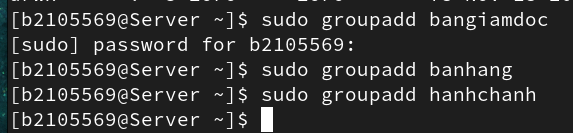 [b2105569@Server ~]$ sudo groupadd bangiamdoc
[sudo] password for b2105569:
[b2105569@Server ~]$ sudo groupadd banhang
[b2105569@Server ~]$ sudo groupadd hanhchanh
[b2105569@Server ~]$